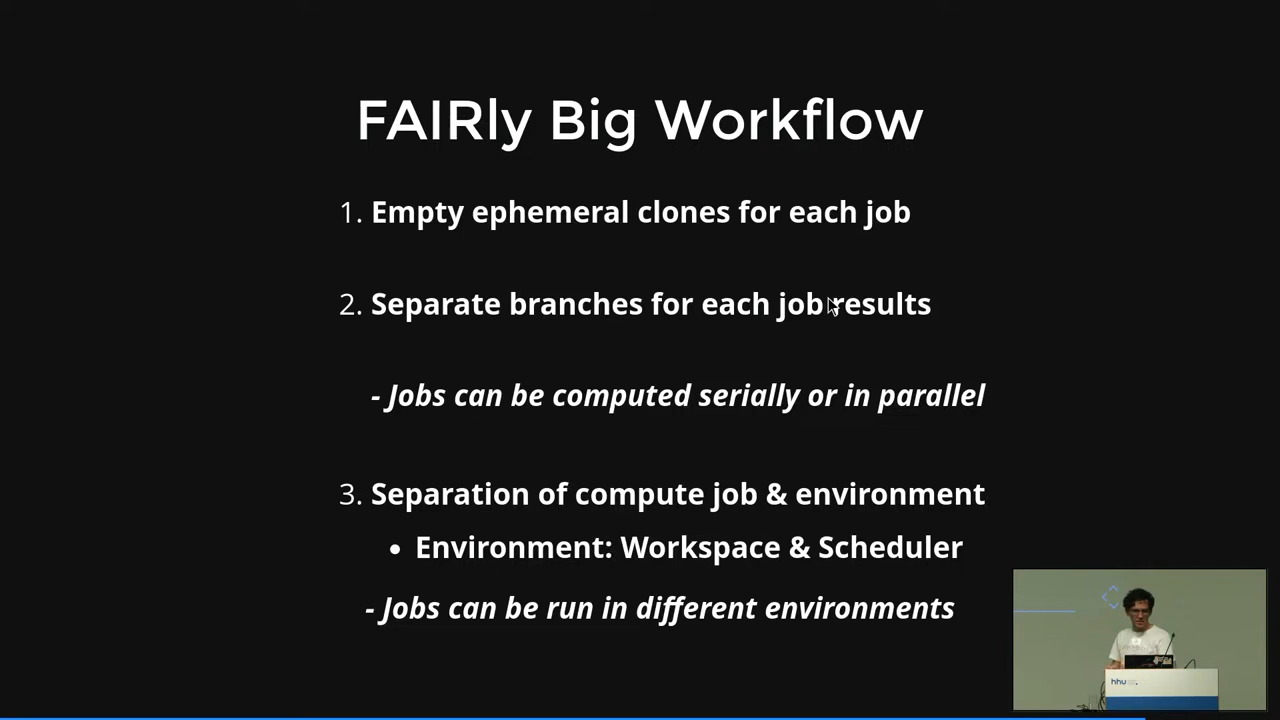 FAIRly Big Workflow
1. Empty ephemeral clones for each job
2. Separate branches for each job results
- Jobs can be computed serially or in parallel
3. Separation of compute job & environment
• Environment: Workspace & Scheduler
- Jobs can be run in different environments
hhu